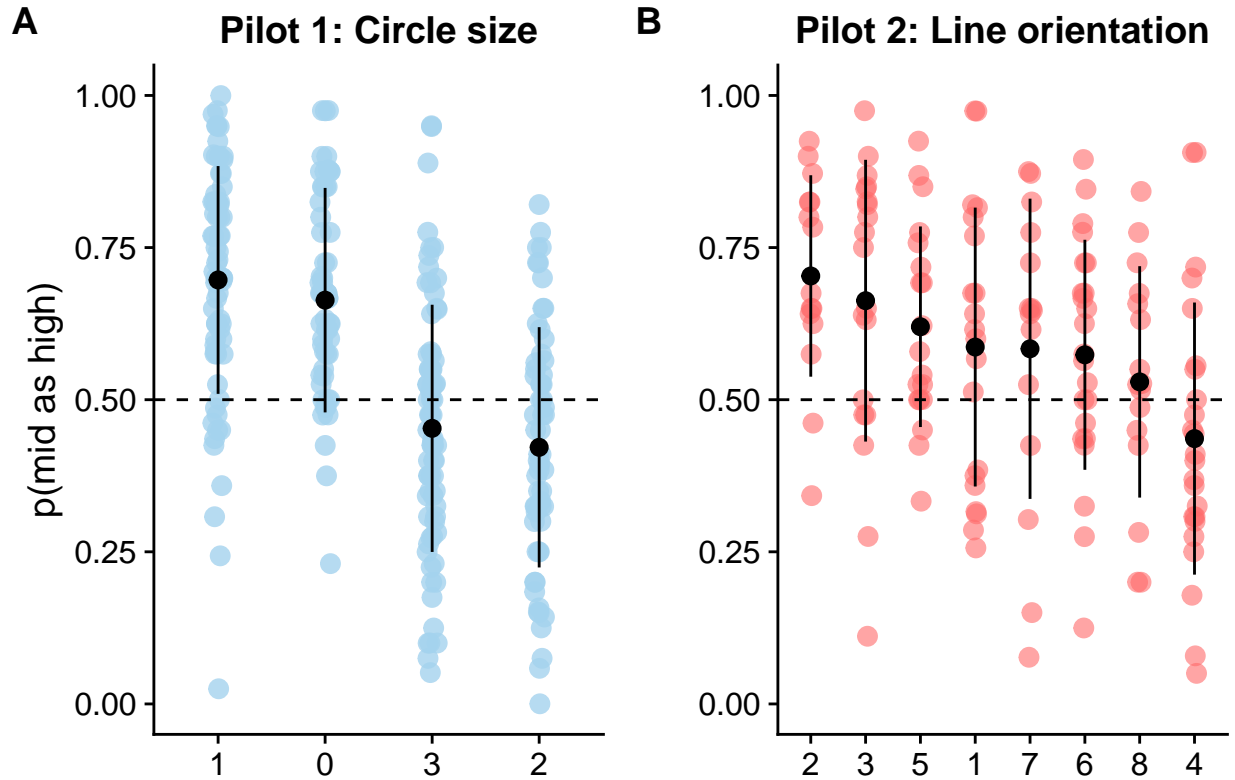 A
Pilot 1: Circle size
p(mid as high)
1.00
0.75
0.50
0.25
0.00
1 0 3 2
B
Pilot 2: Line orientation
1.00
0.75
0.50
0.25
0.00
2 3 5 1 7 6 8 4